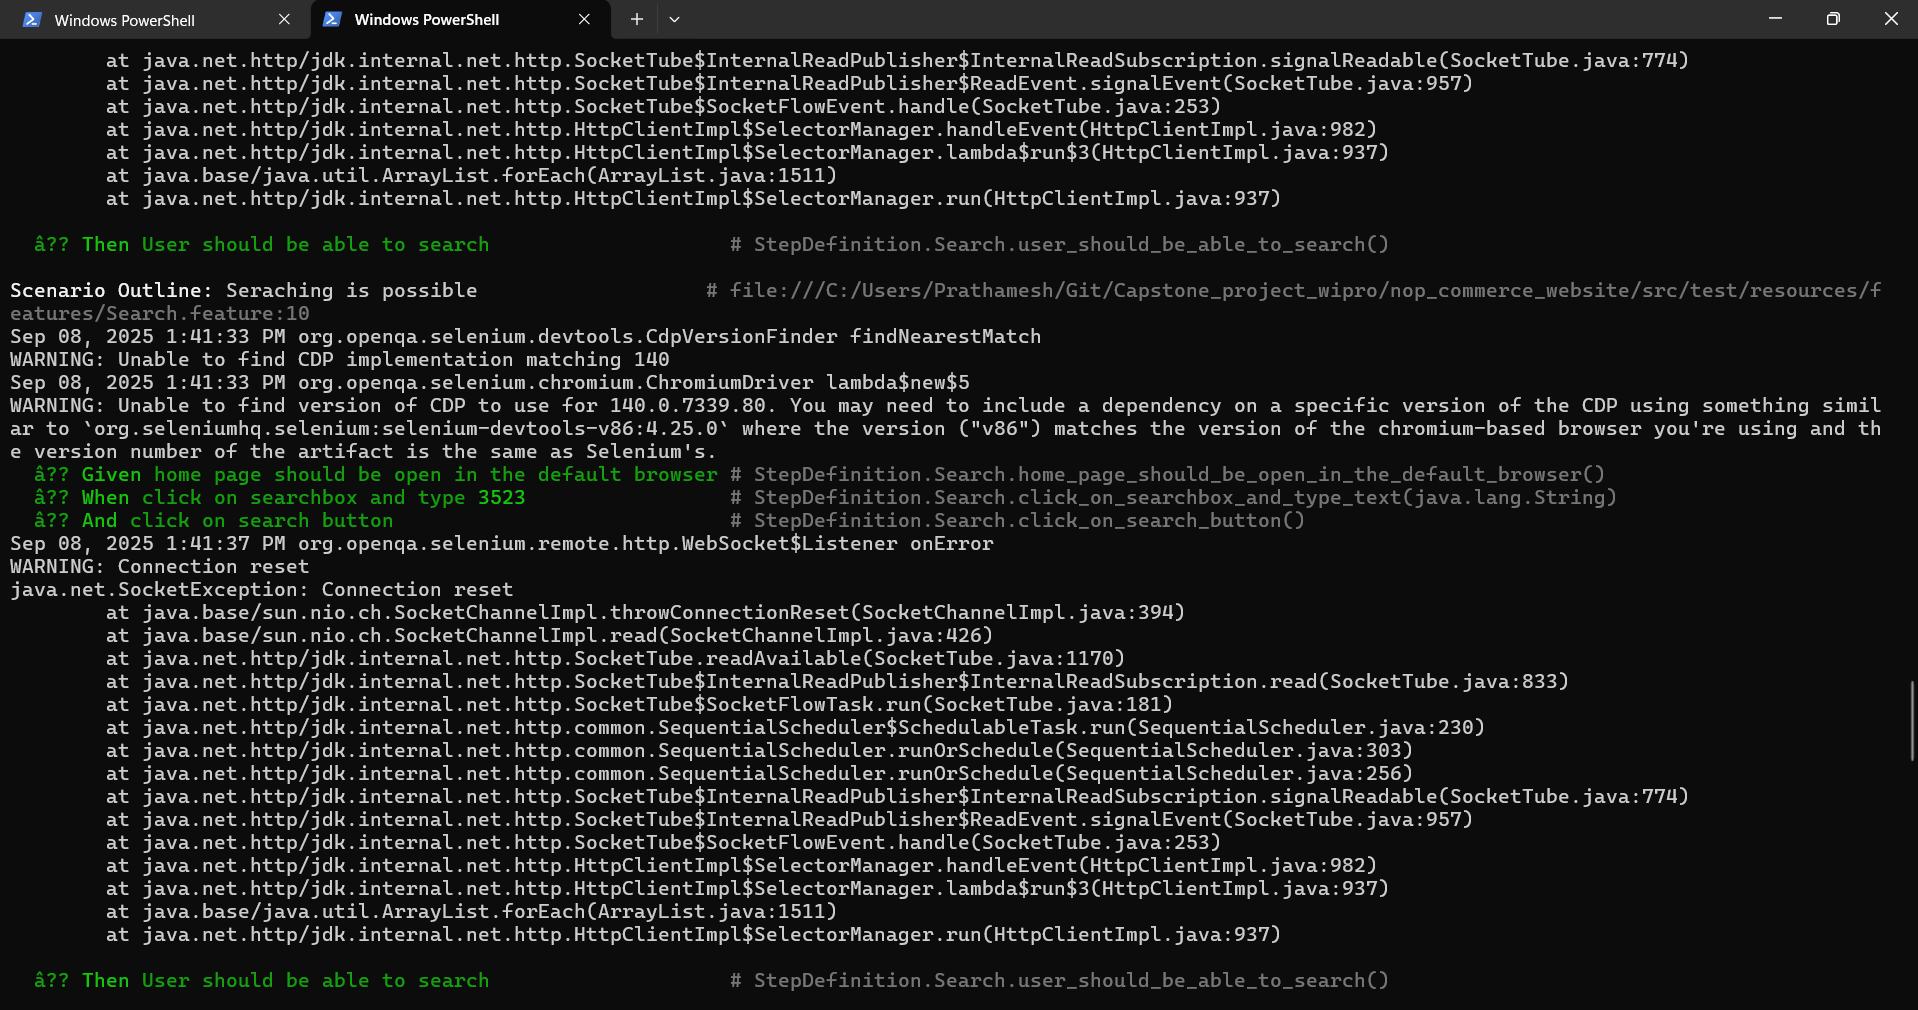 Windows PowerShell
Windows PowerShell
        at java.net.http/jdk.internal.net.http.SocketTube$InternalReadPublisher$InternalReadSubscription.signalReadable(SocketTube.java:774)
        at java.net.http/jdk.internal.net.http.SocketTube$InternalReadPublisher$ReadEvent.signalEvent(SocketTube.java:957)
        at java.net.http/jdk.internal.net.http.SocketTube$SocketFlowEvent.handle(SocketTube.java:253)
        at java.net.http/jdk.internal.net.http.HttpClientImpl$SelectorManager.handleEvent(HttpClientImpl.java:982)
        at java.net.http/jdk.internal.net.http.HttpClientImpl$SelectorManager.lambda$run$3(HttpClientImpl.java:937)
        at java.base/java.util.ArrayList.forEach(ArrayList.java:1511)
        at java.net.http/jdk.internal.net.http.HttpClientImpl$SelectorManager.run(HttpClientImpl.java:937)
  â?? Then User should be able to search                    # StepDefinition.Search.user_should_be_able_to_search()
Scenario Outline: Seraching is possible                   # file:///C:/Users/Prathamesh/Git/Capstone_project_wipro/nop_commerce_website/src/test/resources/f
eatures/Search.feature:10
Sep 08, 2025 1:41:33 PM org.openqa.selenium.devtools.CdpVersionFinder findNearestMatch
WARNING: Unable to find CDP implementation matching 140
Sep 08, 2025 1:41:33 PM org.openqa.selenium.chromium.ChromiumDriver lambda$new$5
WARNING: Unable to find version of CDP to use for 140.0.7339.80. You may need to include a dependency on a specific version of the CDP using something simil
ar to `org.seleniumhq.selenium:selenium-devtools-v86:4.25.0` where the version ("v86") matches the version of the chromium-based browser you're using and th
e version number of the artifact is the same as Selenium's.
  â?? Given home page should be open in the default browser # StepDefinition.Search.home_page_should_be_open_in_the_default_browser()
  â?? When click on searchbox and type 3523                 # StepDefinition.Search.click_on_searchbox_and_type_text(java.lang.String)
  â?? And click on search button                            # StepDefinition.Search.click_on_search_button()
Sep 08, 2025 1:41:37 PM org.openqa.selenium.remote.http.WebSocket$Listener onError
WARNING: Connection reset
java.net.SocketException: Connection reset
        at java.base/sun.nio.ch.SocketChannelImpl.throwConnectionReset(SocketChannelImpl.java:394)
        at java.base/sun.nio.ch.SocketChannelImpl.read(SocketChannelImpl.java:426)
        at java.net.http/jdk.internal.net.http.SocketTube.readAvailable(SocketTube.java:1170)
        at java.net.http/jdk.internal.net.http.SocketTube$InternalReadPublisher$InternalReadSubscription.read(SocketTube.java:833)
        at java.net.http/jdk.internal.net.http.SocketTube$SocketFlowTask.run(SocketTube.java:181)
        at java.net.http/jdk.internal.net.http.common.SequentialScheduler$SchedulableTask.run(SequentialScheduler.java:230)
        at java.net.http/jdk.internal.net.http.common.SequentialScheduler.runOrSchedule(SequentialScheduler.java:303)
        at java.net.http/jdk.internal.net.http.common.SequentialScheduler.runOrSchedule(SequentialScheduler.java:256)
        at java.net.http/jdk.internal.net.http.SocketTube$InternalReadPublisher$InternalReadSubscription.signalReadable(SocketTube.java:774)
        at java.net.http/jdk.internal.net.http.SocketTube$InternalReadPublisher$ReadEvent.signalEvent(SocketTube.java:957)
        at java.net.http/jdk.internal.net.http.SocketTube$SocketFlowEvent.handle(SocketTube.java:253)
        at java.net.http/jdk.internal.net.http.HttpClientImpl$SelectorManager.handleEvent(HttpClientImpl.java:982)
        at java.net.http/jdk.internal.net.http.HttpClientImpl$SelectorManager.lambda$run$3(HttpClientImpl.java:937)
        at java.base/java.util.ArrayList.forEach(ArrayList.java:1511)
        at java.net.http/jdk.internal.net.http.HttpClientImpl$SelectorManager.run(HttpClientImpl.java:937)
  â?? Then User should be able to search                    # StepDefinition.Search.user_should_be_able_to_search()